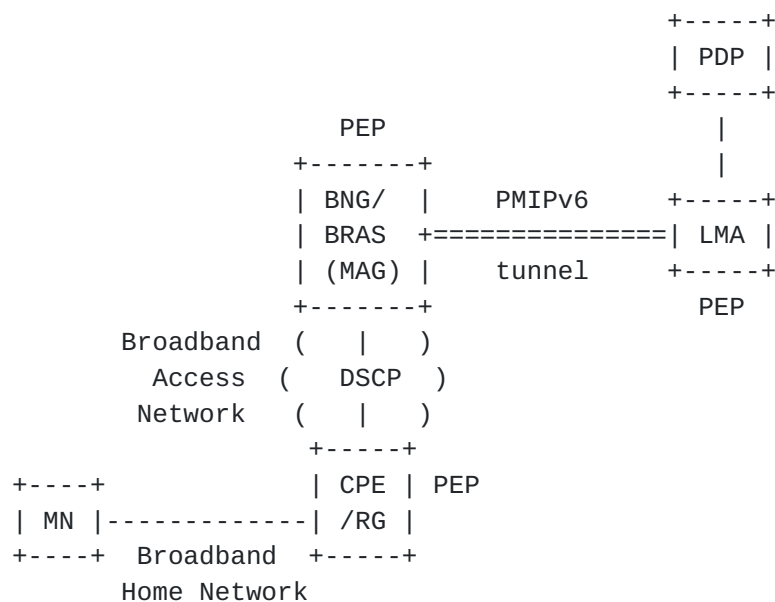 +-----+
| PDP |
+-----+
PEP                      |
+-------+                  |
| BNG/  |    PMIPv6     +-----+
| BRAS  +===============| LMA |
| (MAG) |    tunnel     +-----+
+-------+                 PEP
Broadband  (   |   )
Access  (   DSCP  )
Network   (   |   )
+-----+
+----+             | CPE | PEP
| MN |-------------| /RG |
+----+  Broadband  +-----+
Home Network